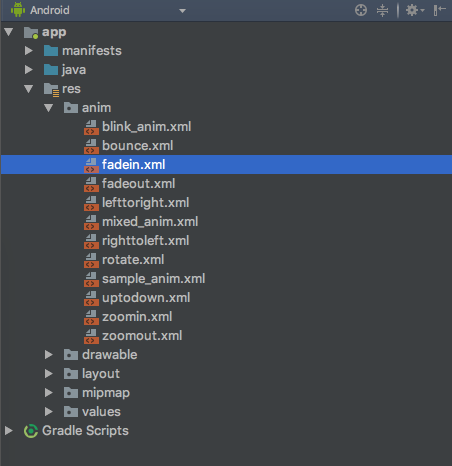 Android
app
manifests
java
res
anim
blink_anim.xml
bounce.xml
fadein.xml
fadeout.xml
lefttoright.xml
mixed_anim.xml
righttoleft.xml
rotate.xml
sample_anim.xml
uptodown.xml
zoomin.xml
zoomout.xml
drawable
layout
mipmap
values
Gradle Scripts